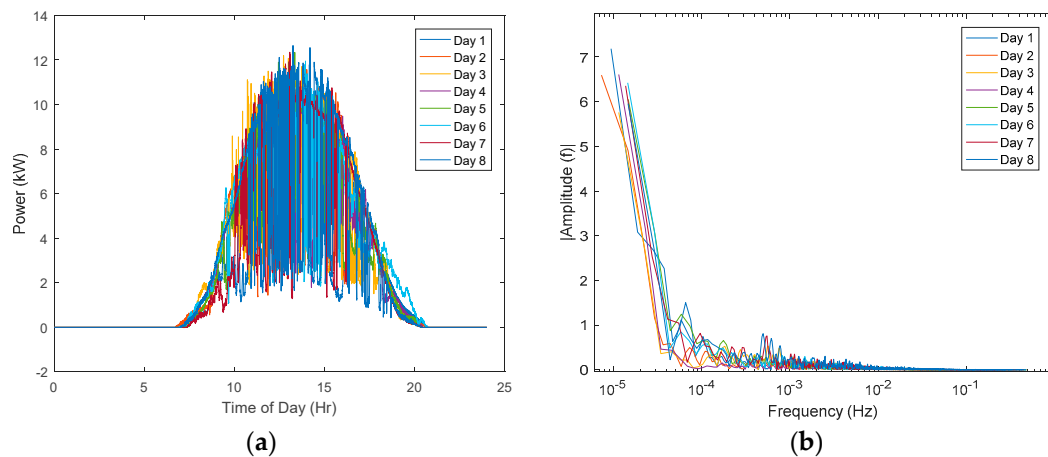 14
12
10
8
6
4
2
0
-2
0
5
10
15
20
25
Power (kW)
Time of Day (Hr)
Day 1
Day 2
Day 3
Day 4
Day 5
Day 6
Day 7
Day 8
(a)
7
6
5
4
3
2
1
0
10-5
10-4
10-3
10-2
10-1
|Amplitude (f)|
Frequency (Hz)
Day 1
Day 2
Day 3
Day 4
Day 5
Day 6
Day 7
Day 8
(b)